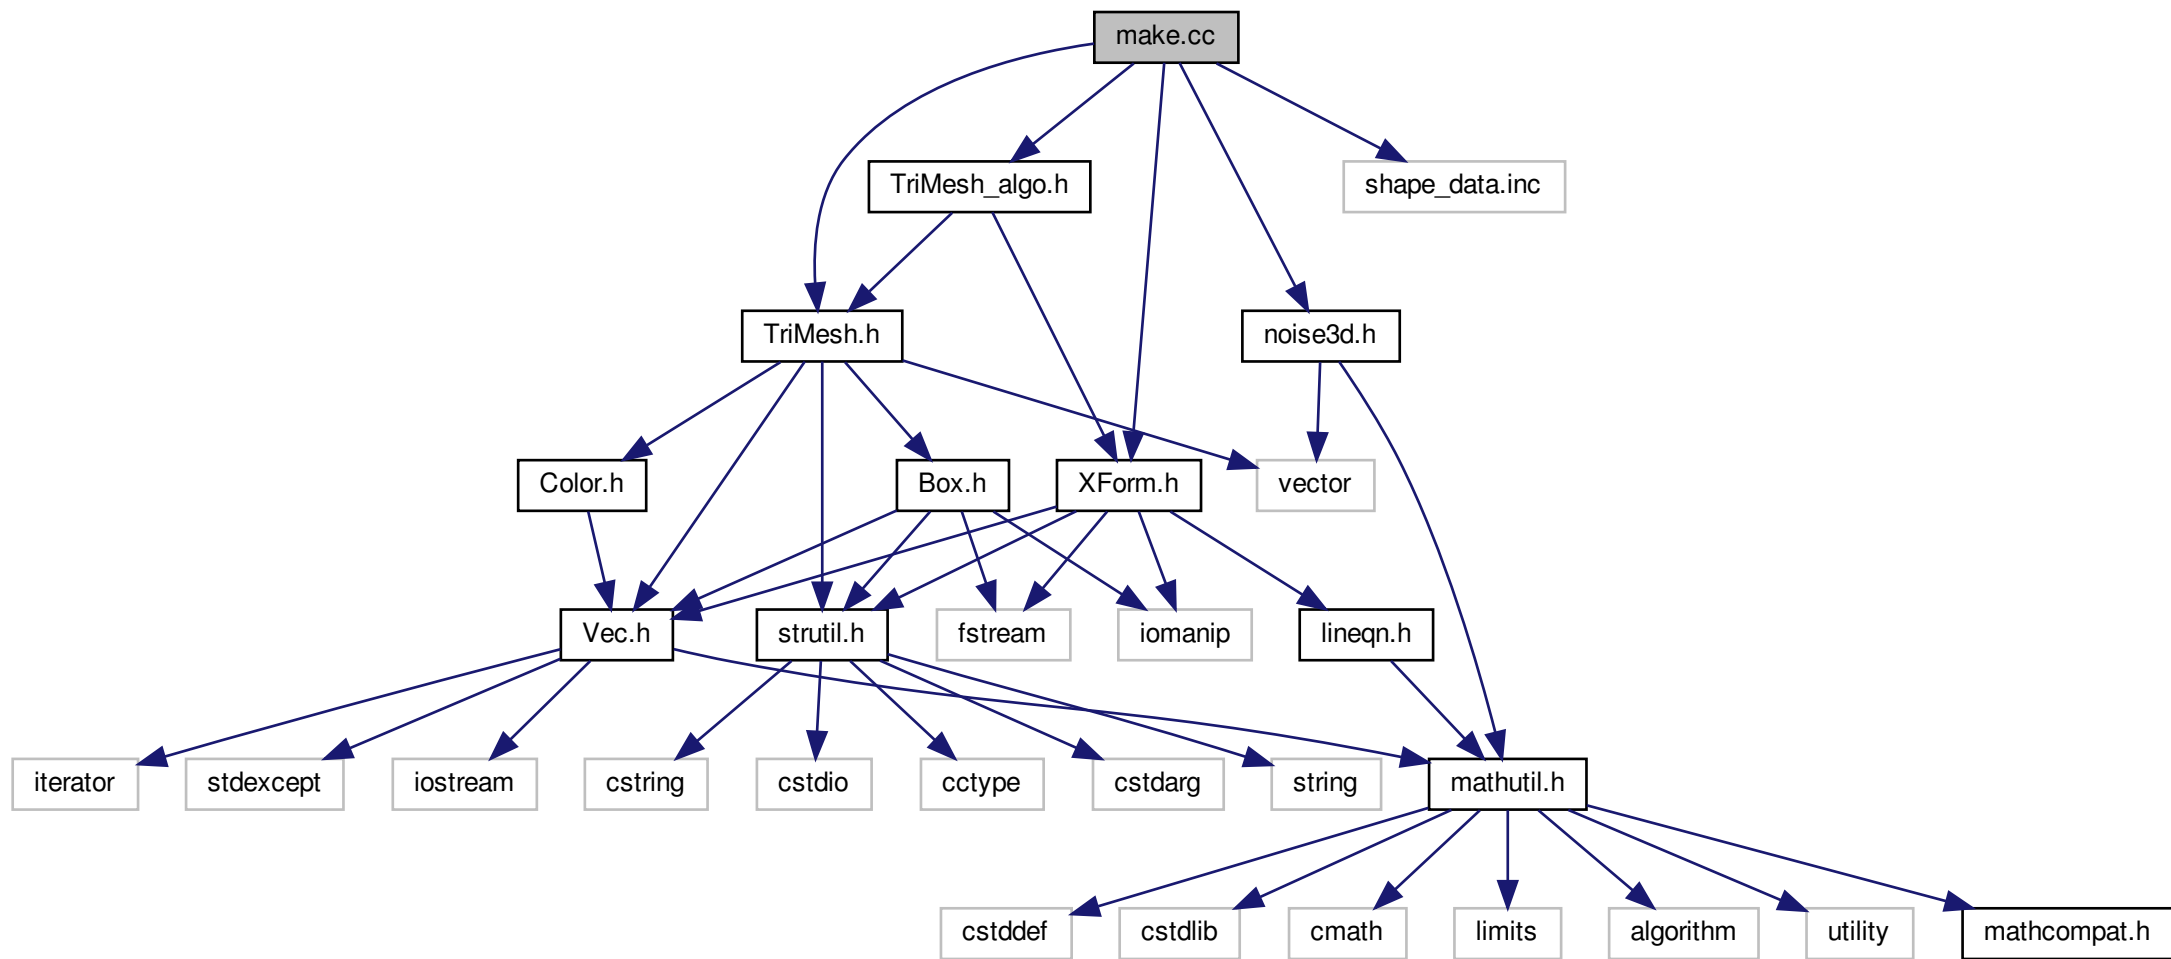 make.cc
TriMesh_algo.h
shape_data.inc
TriMesh.h
noise3d.h
Color.h
Box.h
XForm.h
vector
Vec.h
strutil.h
fstream
iomanip
lineqn.h
iterator
stdexcept
iostream
cstring
cstdio
cctype
cstdarg
string
mathutil.h
cstddef
cstdlib
cmath
limits
algorithm
utility
mathcompat.h